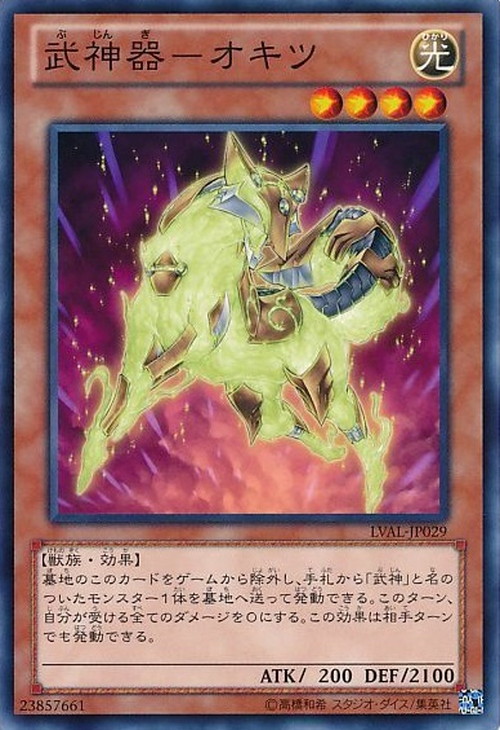 武神器－オキツ
光
LVAL-JP029
【獣族・効果】
墓地のこのカードをゲームから除外し、手札から「武神」と名の
ついたモンスター1体を墓地へ送って発動できる。このターン、
自分が受ける全てのダメージを０にする。この効果は相手ターン
でも発動できる。
ATK/ 200 DEF/2100
23857661
©高橋和希 スタジオ・ダイス/集英社